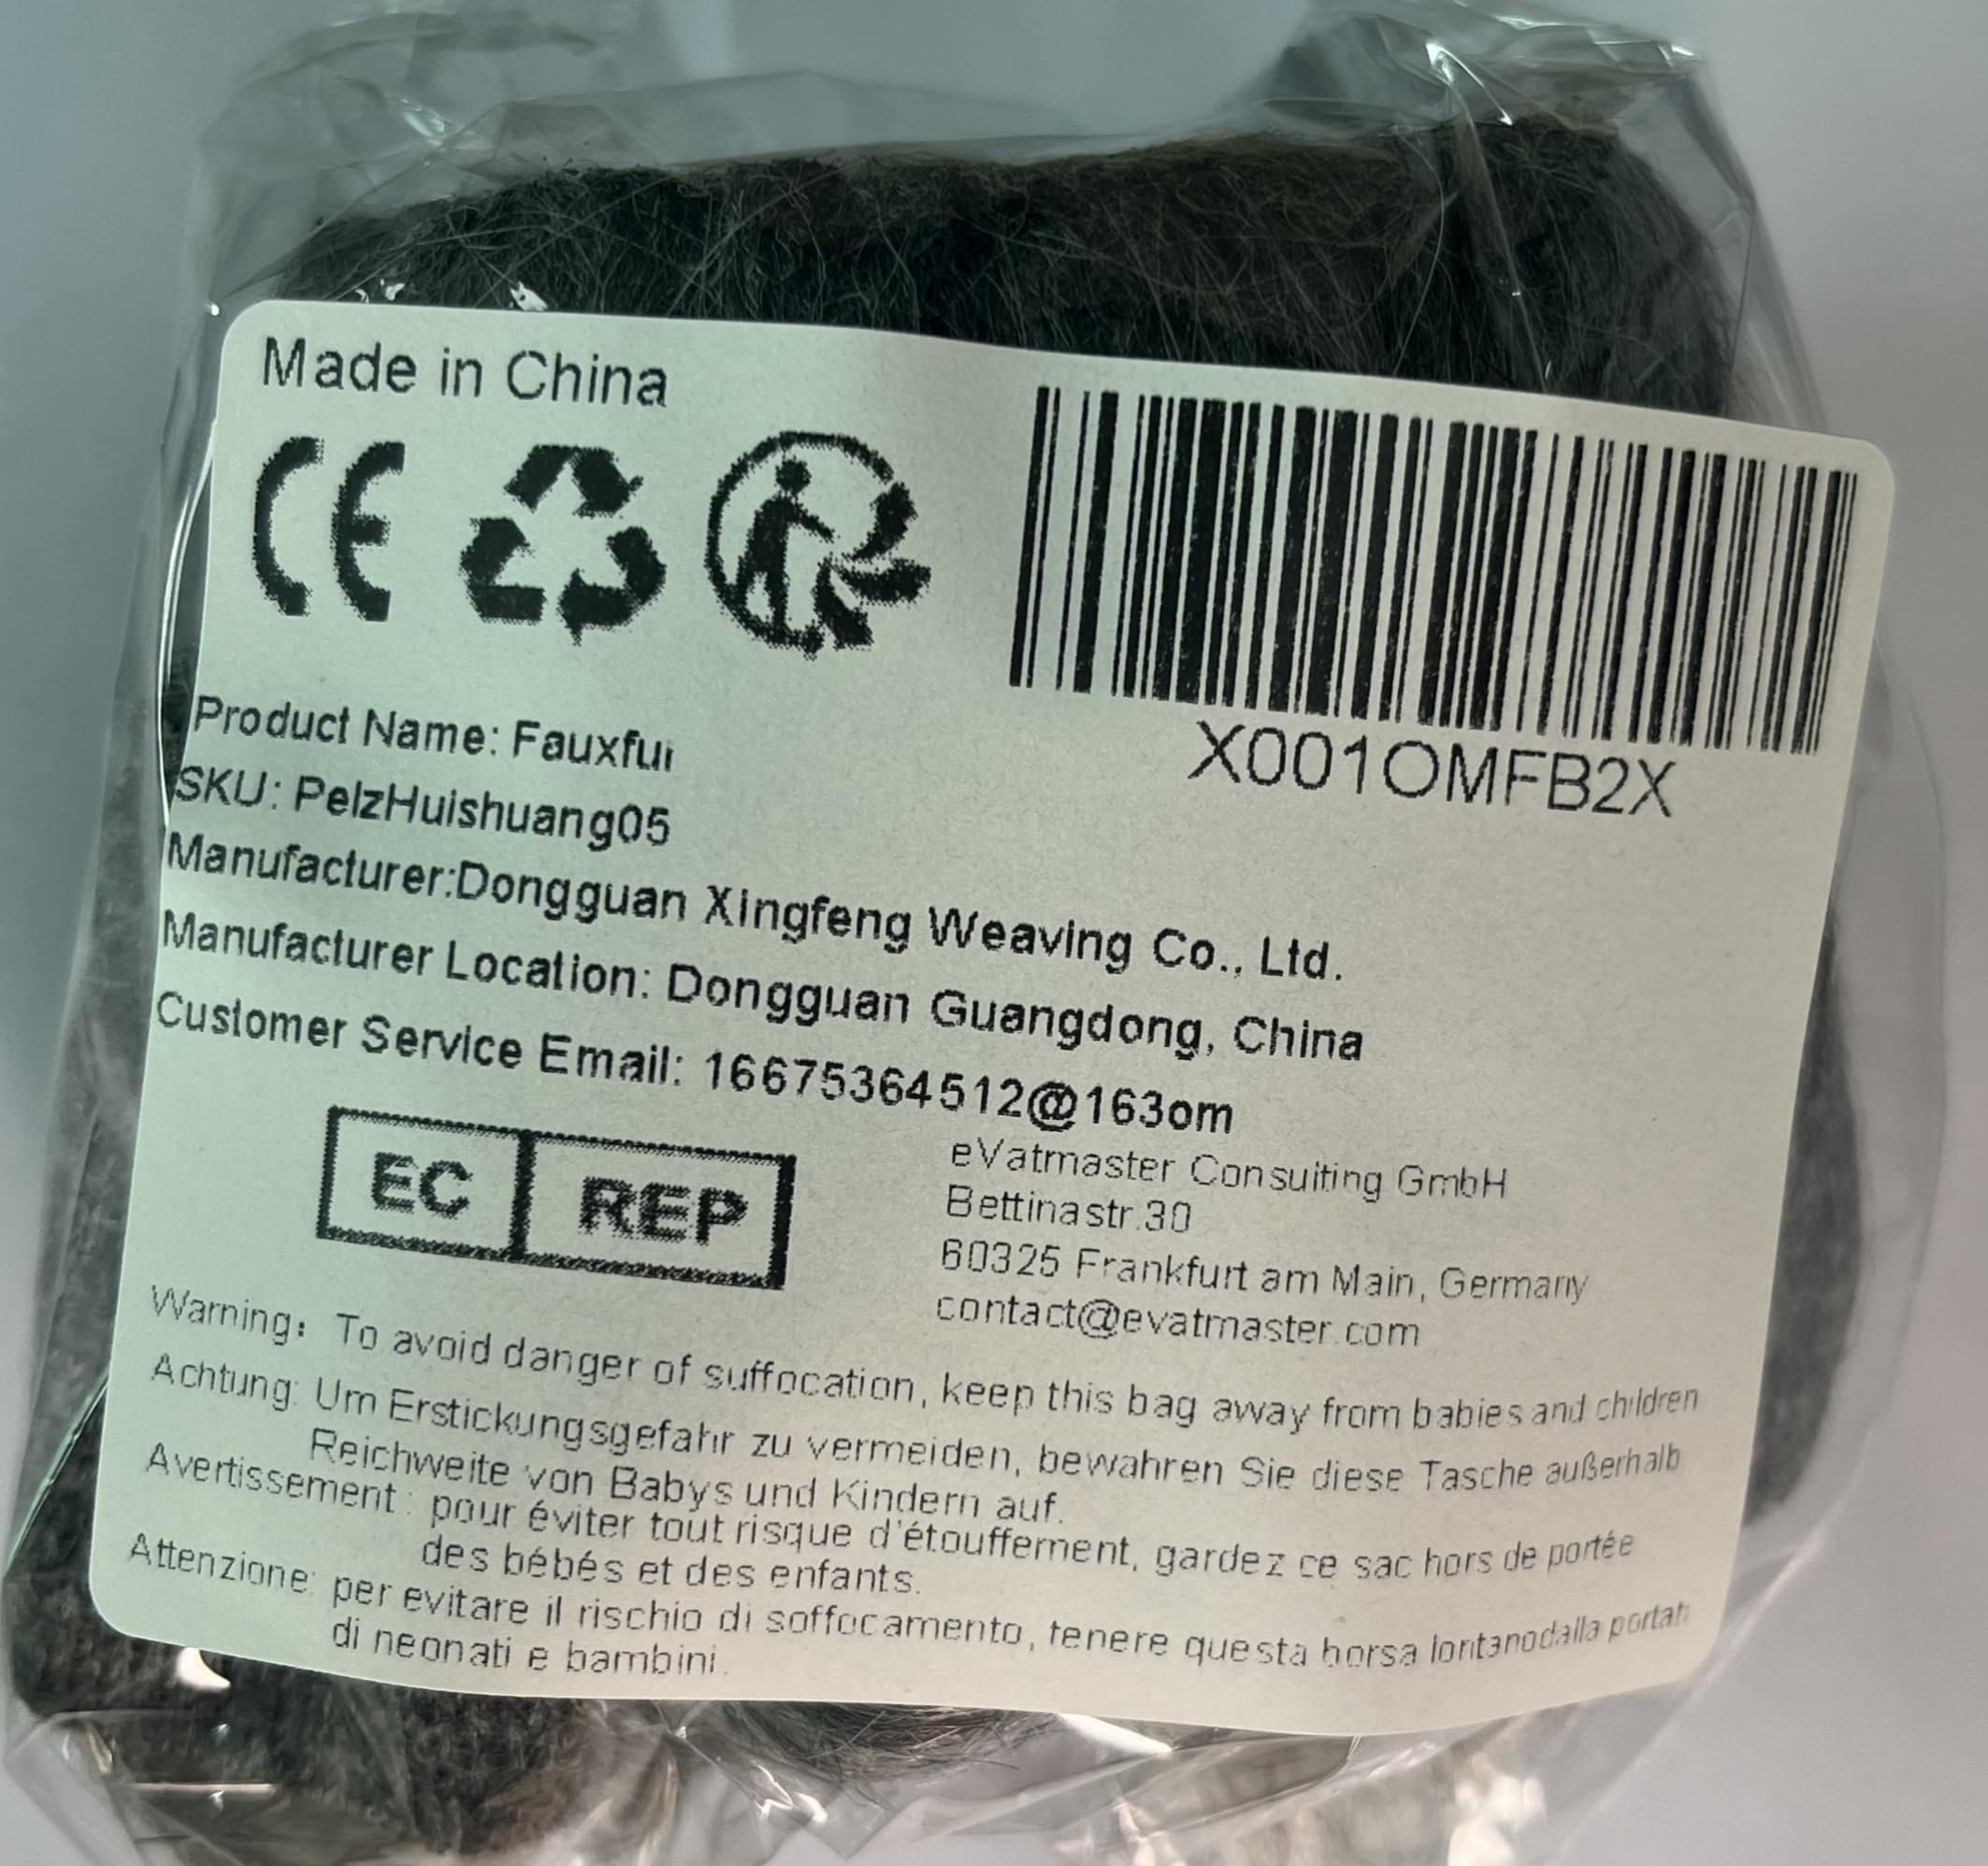 Made in China
CE
X001OMFB2X
Product Name: Fauxfur
SKU: PelzHuishuang05
Manufacturer:Dongguan Xingfeng Weaving Co., Ltd.
Manufacturer Location: Dongguan Guangdong, China
Customer Service Email: 16675364512@163om
EC REP
eVatmaster Consulting GmbH
Bettinastr.30
60325 Frankfurt am Main, Germany
contact@evatmaster.com
Warning: To avoid danger of suffocation, keep this bag away from babies and children
Achtung: Um Erstickungsgefahr zu vermeiden, bewahren Sie diese Tasche außerhalb
Reichweite von Babys und Kindern auf.
Avertissement: pour éviter tout risque d'étouffement, gardez ce sac hors de portée
des bébés et des enfants.
Attenzione: per evitare il rischio di soffocamento, tenere questa borsa lontanodalla
di neonati e bambini.